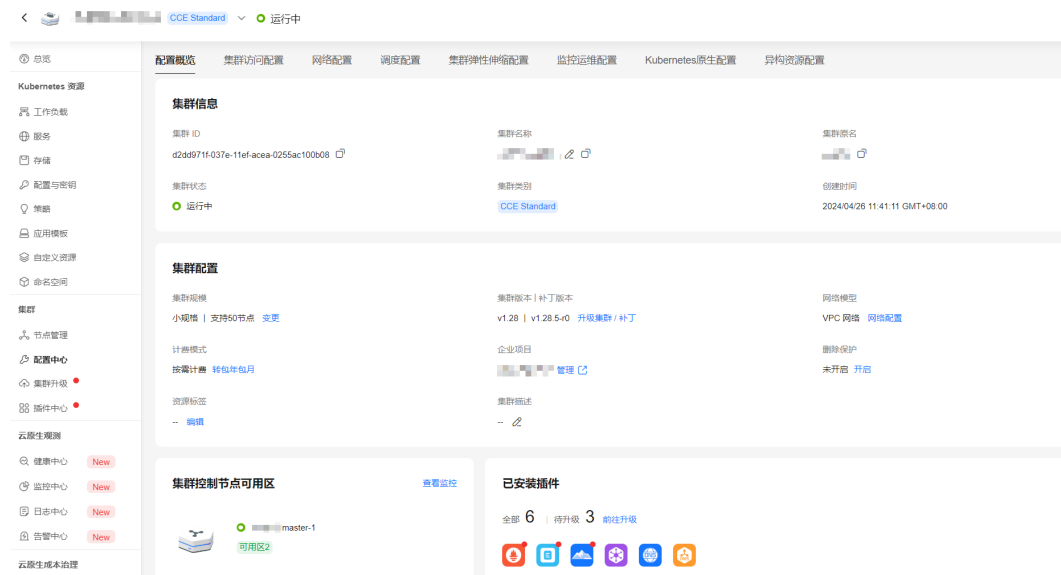 CCE Standard 运行中
总览
Kubernetes 资源
工作负载
服务
存储
配置与密钥
策略
应用模板
自定义资源
命名空间
集群
节点管理
配置中心
集群升级
插件中心
云原生观测
健康中心 New
监控中心 New
日志中心 New
告警中心 New
云原生成本治理
配置概览 集群访问配置 网络配置 调度配置 集群弹性伸缩配置 监控运维配置 Kubernetes原生配置 异构资源配置
集群信息
集群 ID 集群名称 集群原名
d2dd971f-037e-11ef-acea-0255ac100b08
集群状态 集群类别 创建时间
运行中 CCE Standard 2024/04/26 11:41:11 GMT+08:00
集群配置
集群规模 集群版本 | 补丁版本 网络模型
小规格 | 支持50节点 变更 v1.28 | v1.28.5-r0 升级集群 / 补丁 VPC 网络 网络配置
计费模式 企业项目 删除保护
按需计费 转包年包月 管理 未开启 开启
资源标签 集群描述
-- 编辑 --
集群控制节点可用区 查看监控 已安装插件
master-1 全部 6 | 待升级 3 前往升级
可用区2